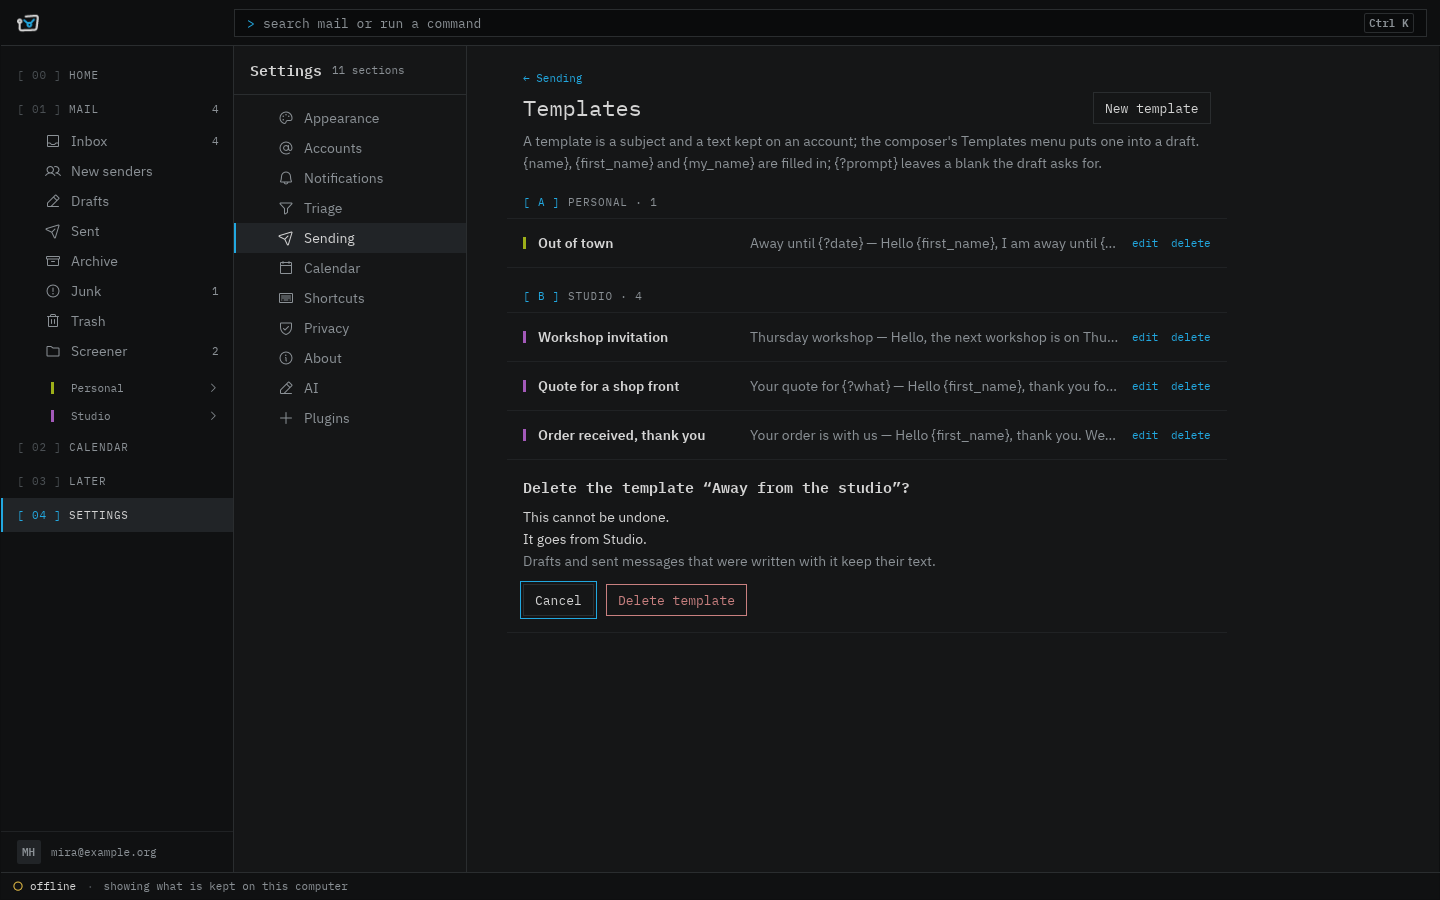 > search mail or run a command
Ctrl K
[ 00 ] HOME
[ 01 ] MAIL 4
Inbox 4
New senders
Drafts
Sent
Archive
Junk 1
Trash
Screener 2
Personal
Studio
[ 02 ] CALENDAR
[ 03 ] LATER
[ 04 ] SETTINGS
MH mira@example.org
Settings 11 sections
Appearance
Accounts
Notifications
Triage
Sending
Calendar
Shortcuts
Privacy
About
AI
Plugins
← Sending
Templates
New template
A template is a subject and a text kept on an account; the composer's Templates menu puts one into a draft.
{name}, {first_name} and {my_name} are filled in; {?prompt} leaves a blank the draft asks for.
[ A ] PERSONAL · 1
Out of town Away until {?date} — Hello {first_name}, I am away until {… edit delete
[ B ] STUDIO · 4
Workshop invitation Thursday workshop — Hello, the next workshop is on Thu… edit delete
Quote for a shop front Your quote for {?what} — Hello {first_name}, thank you fo… edit delete
Order received, thank you Your order is with us — Hello {first_name}, thank you. We… edit delete
Delete the template “Away from the studio”?
This cannot be undone.
It goes from Studio.
Drafts and sent messages that were written with it keep their text.
Cancel Delete template
offline · showing what is kept on this computer